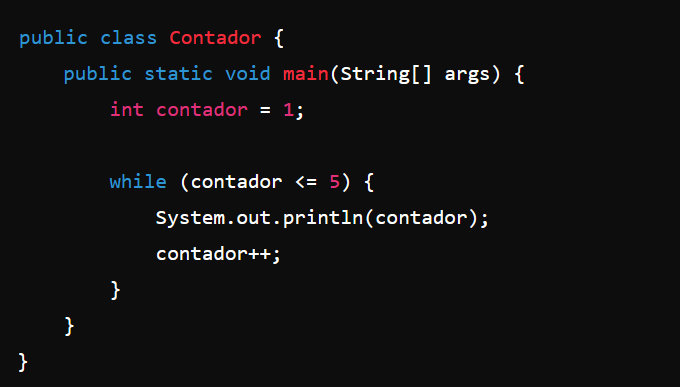 public class Contador {
    public static void main(String[] args) {
        int contador = 1;

        while (contador <= 5) {
            System.out.println(contador);
            contador++;
        }
    }
}